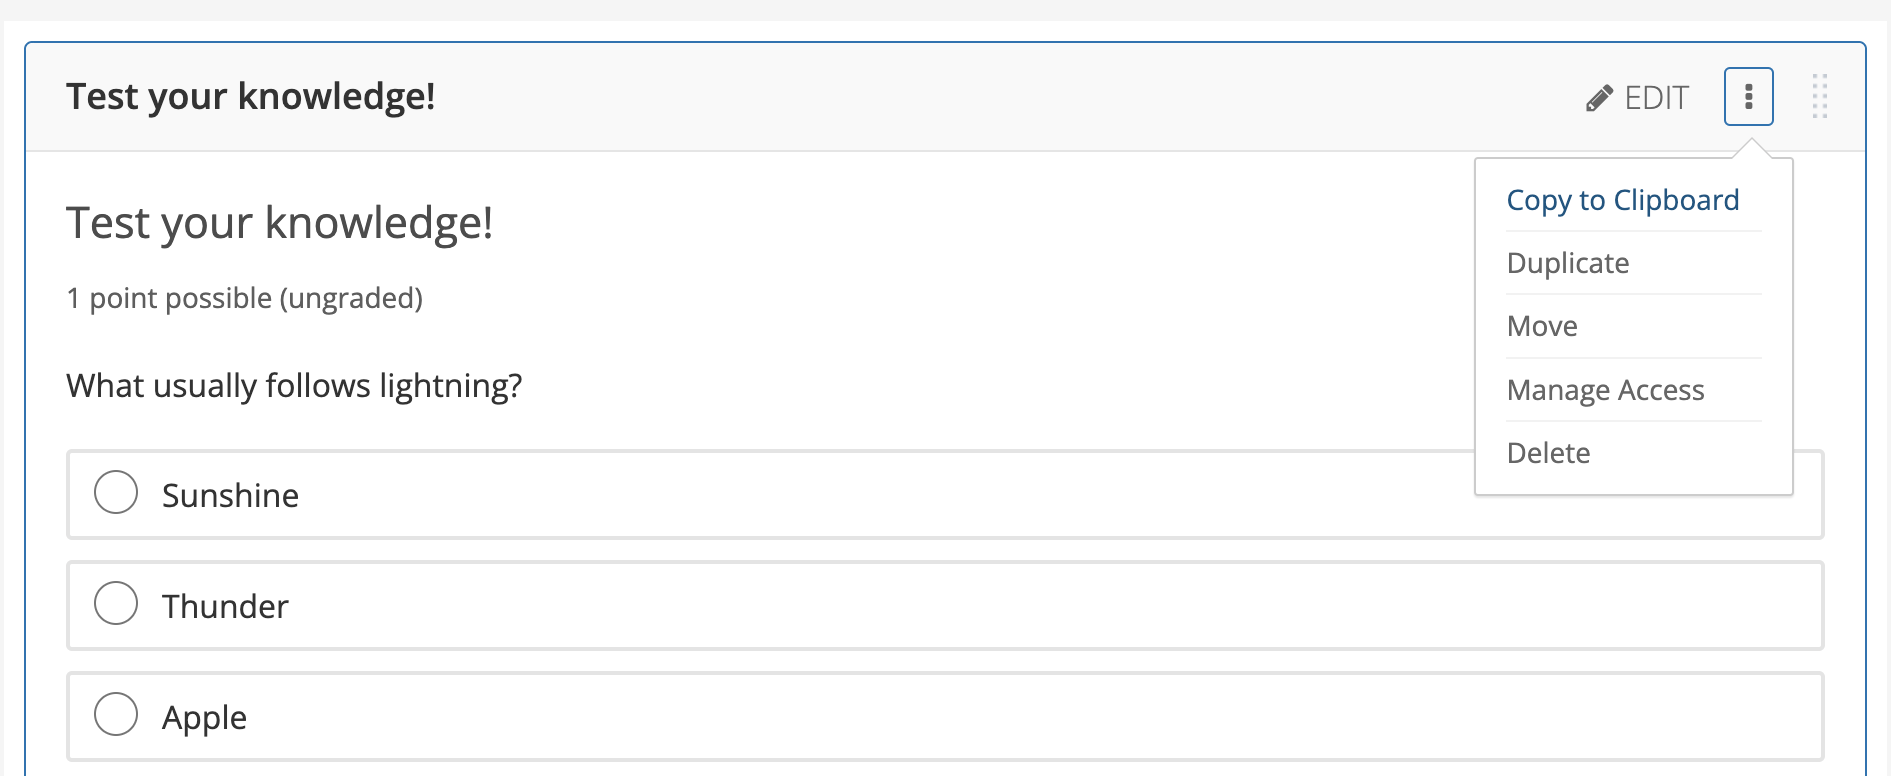 Test your knowledge!
EDIT
Copy to Clipboard
Duplicate
Move
Manage Access
Delete
Test your knowledge!
1 point possible (ungraded)
What usually follows lightning?
Sunshine
Thunder
Apple